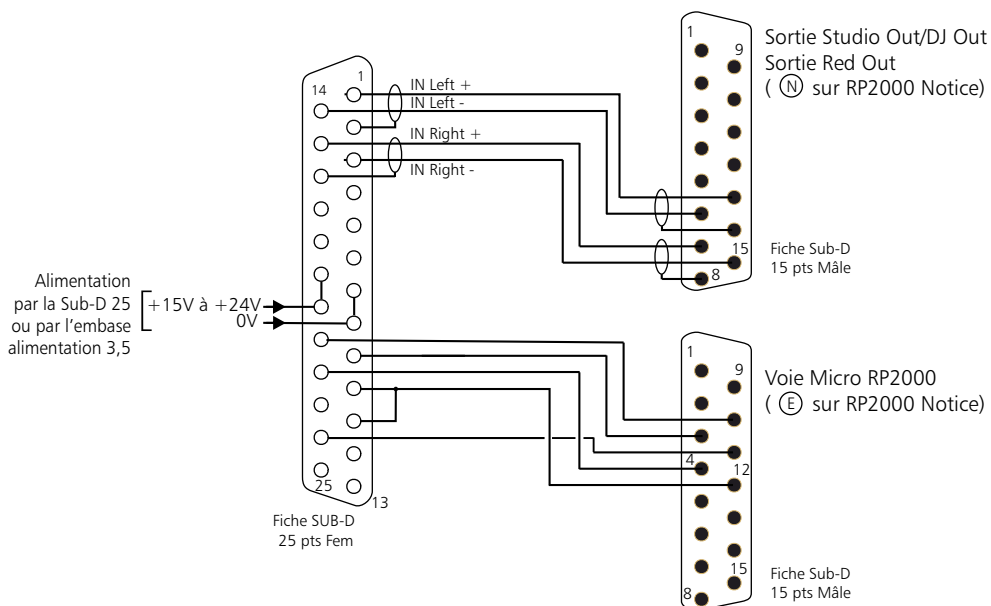 1
9
Sortie Studio Out/DJ Out
Sortie Red Out
( N sur RP2000 Notice)
15
8
Fiche Sub-D
15 pts Mâle
1
14
IN Left +
IN Left -
IN Right +
IN Right -
Alimentation
par la Sub-D 25
ou par l'embase
alimentation 3,5
+15V à +24V
0V
25
13
Fiche SUB-D
25 pts Fem
1
9
Voie Micro RP2000
( E sur RP2000 Notice)
4
12
15
8
Fiche Sub-D
15 pts Mâle